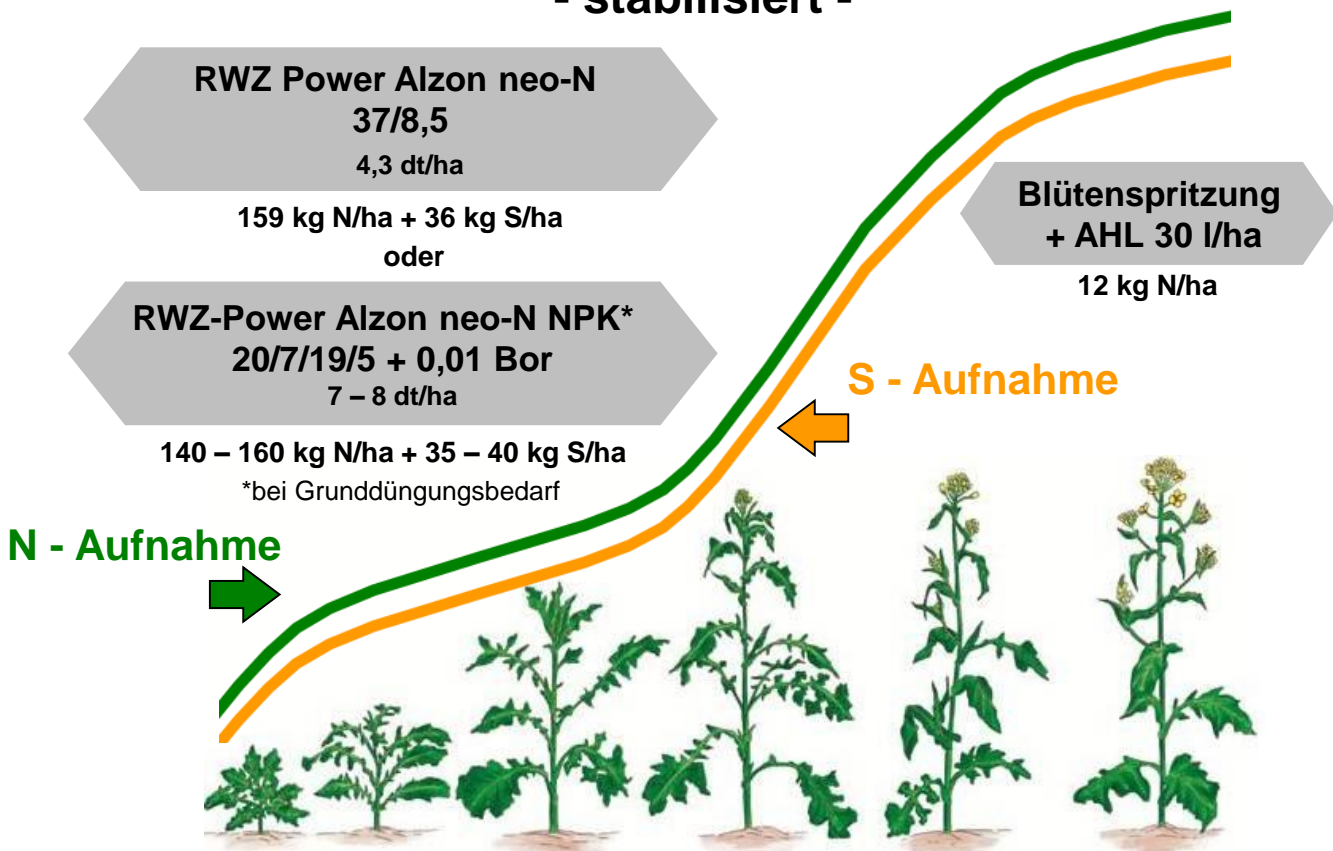 - stabilisiert -
RWZ Power Alzon neo-N
37/8,5
4,3 dt/ha
159 kg N/ha + 36 kg S/ha
oder
RWZ-Power Alzon neo-N NPK*
20/7/19/5 + 0,01 Bor
7 – 8 dt/ha
140 – 160 kg N/ha + 35 – 40 kg S/ha
*bei Grunddüngungsbedarf
Blütenspritzung
+ AHL 30 l/ha
12 kg N/ha
S - Aufnahme
N - Aufnahme